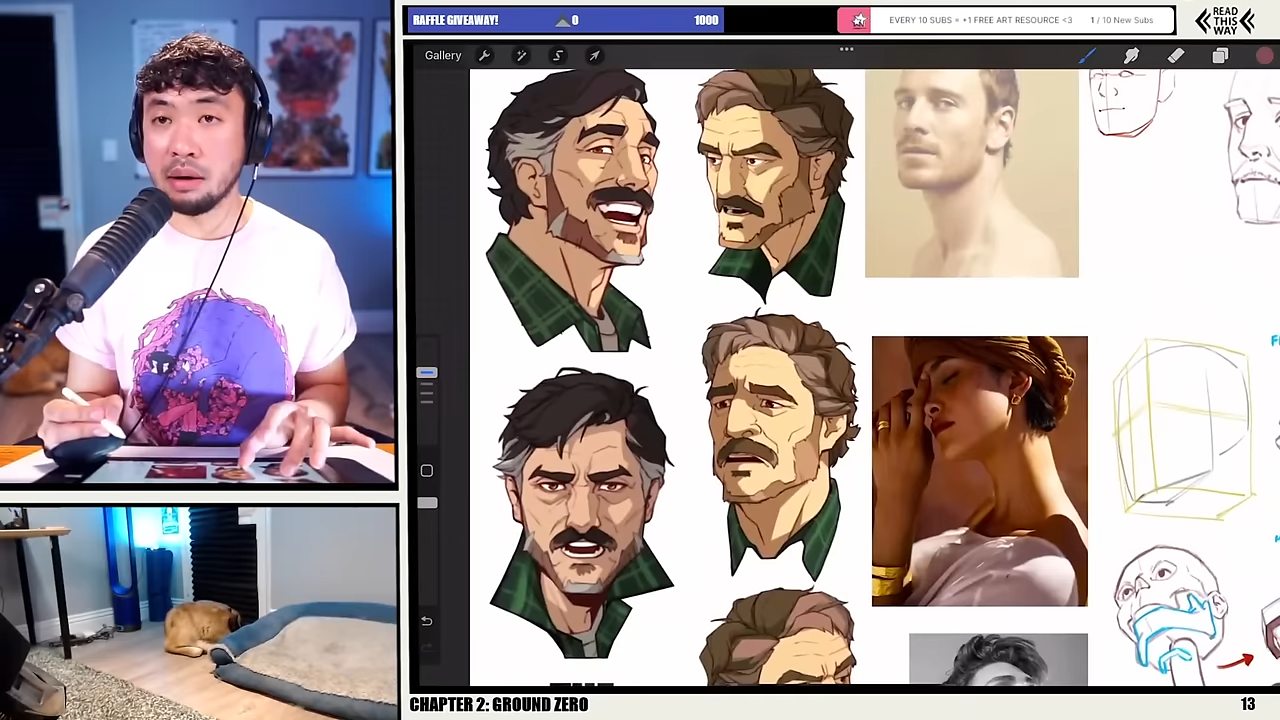 RAFFLE GIVEAWAY!
0
1000
EVERY 10 SUBS = +1 FREE ART RESOURCE <3
1 / 10 New Subs
READ
THIS
WAY
Gallery
CHAPTER 2: GROUND ZERO
13